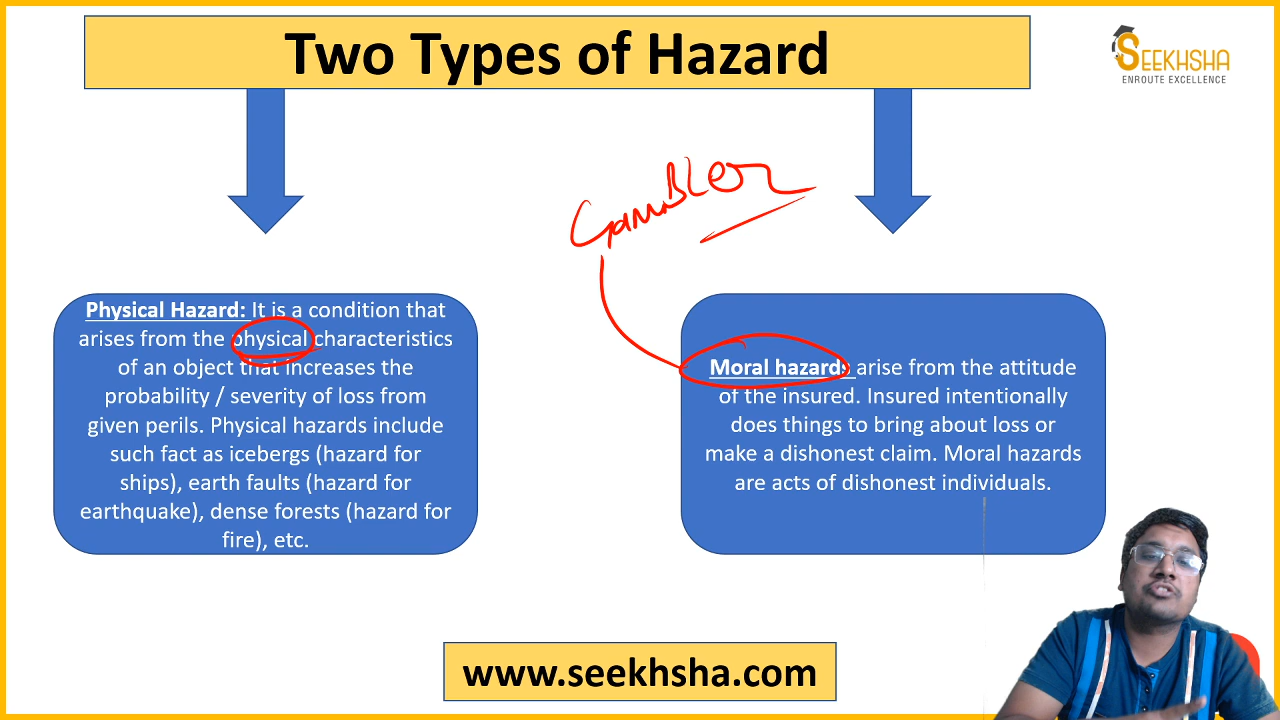 Two Types of Hazard
SEEKHSHA
ENROUTE EXCELLENCE
GamBLer
Physical Hazard: It is a condition that
arises from the physical characteristics
of an object that increases the
probability / severity of loss from
given perils. Physical hazards include
such fact as icebergs (hazard for
ships), earth faults (hazard for
earthquake), dense forests (hazard for
fire), etc.
Moral hazards arise from the attitude
of the insured. Insured intentionally
does things to bring about loss or
make a dishonest claim. Moral hazards
are acts of dishonest individuals.
www.seekhsha.com